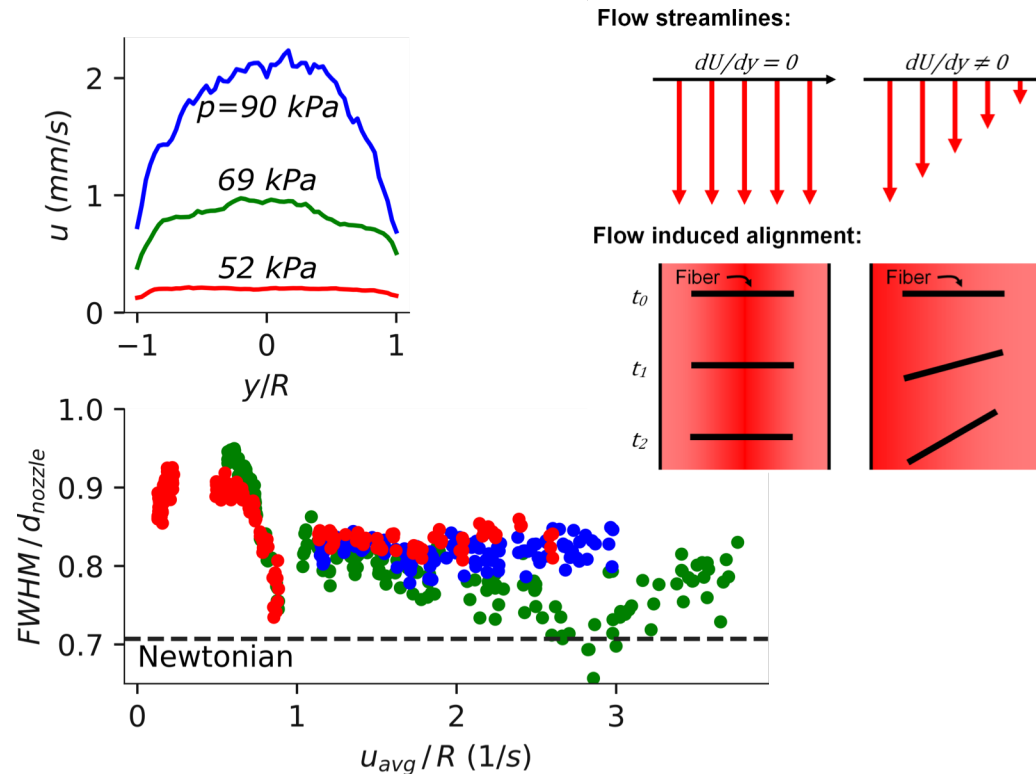 2
1
0
u (mm/s)
p=90 kPa
69 kPa
52 kPa
−1 0 1
y/R
Flow streamlines:
dU/dy = 0
dU/dy ≠ 0
Flow induced alignment:
Fiber
Fiber
t0
t1
t2
1.0
0.9
0.8
0.7
FWHM / d_nozzle
Newtonian
0 1 2 3
u_avg / R (1/s)